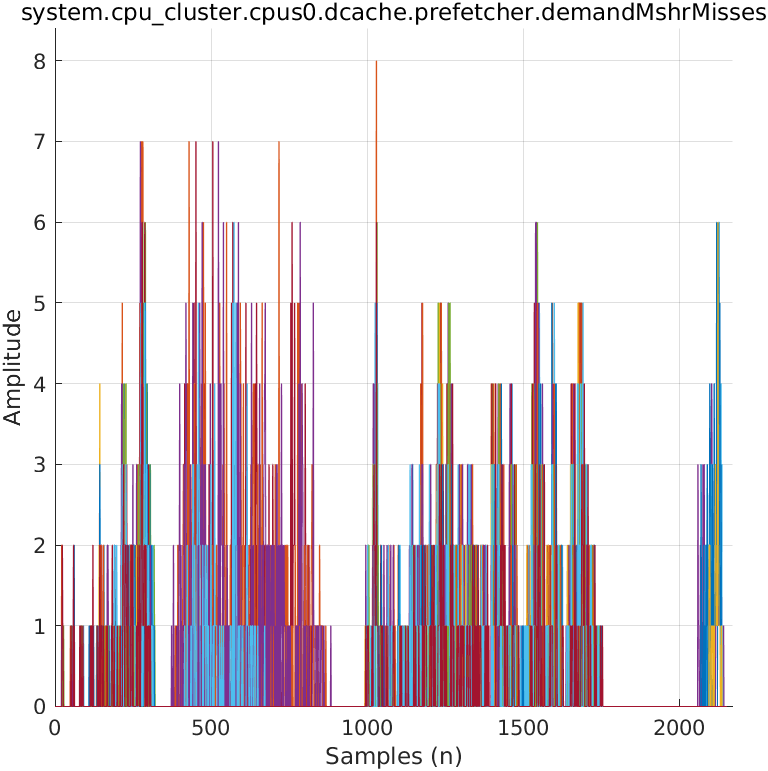 system.cpu_cluster.cpus0.dcache.prefetcher.demandMshrMisses
8
7
6
5
4
3
2
1
0
Amplitude
0 500 1000 1500 2000
Samples (n)